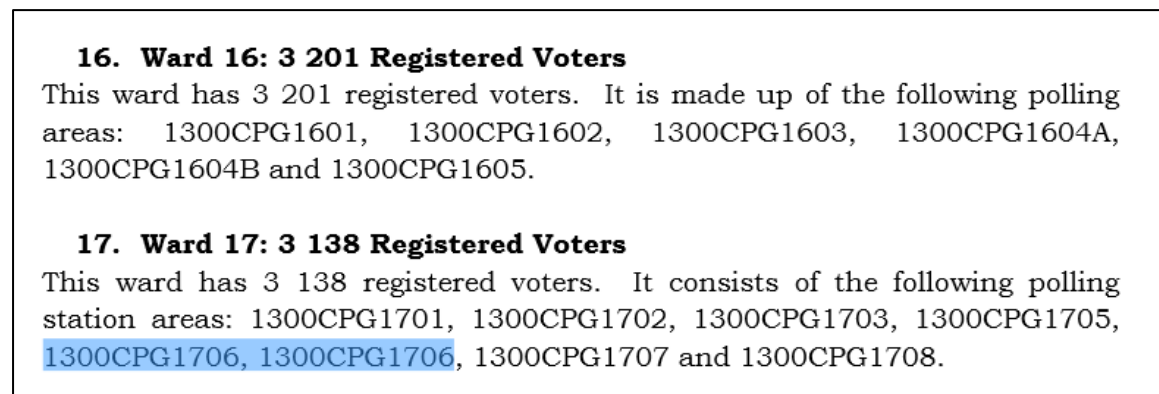 16. Ward 16: 3 201 Registered Voters
This ward has 3 201 registered voters. It is made up of the following polling
areas: 1300CPG1601, 1300CPG1602, 1300CPG1603, 1300CPG1604A,
1300CPG1604B and 1300CPG1605.
17. Ward 17: 3 138 Registered Voters
This ward has 3 138 registered voters. It consists of the following polling
station areas: 1300CPG1701, 1300CPG1702, 1300CPG1703, 1300CPG1705,
1300CPG1706, 1300CPG1706, 1300CPG1707 and 1300CPG1708.